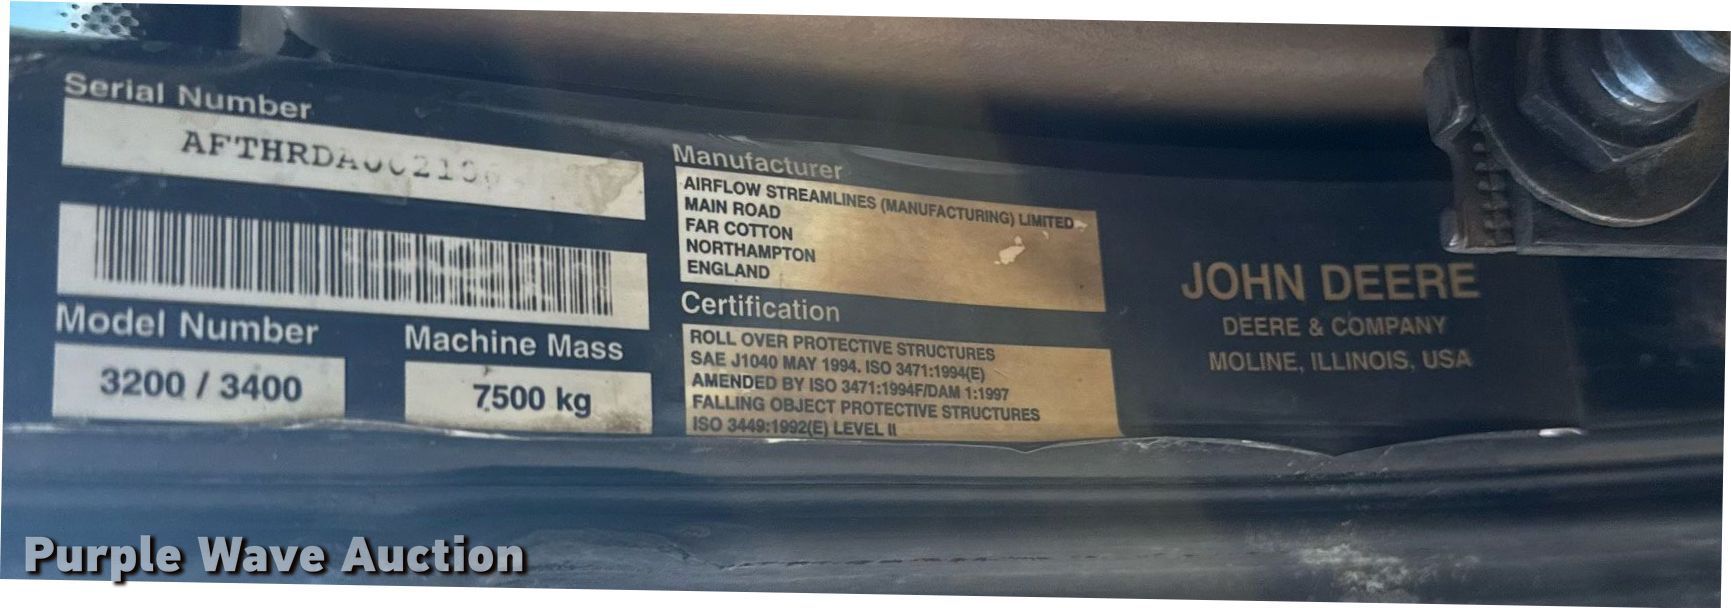 Serial Number
Manufacturer
AIRFLOW STREAMLINES (MANUFACTURING) LIMITED
MAIN ROAD
FAR COTTON
NORTHAMPTON
ENGLAND
Model Number
3200 / 3400
Machine Mass
7500 kg
Certification
ROLL OVER PROTECTIVE STRUCTURES
SAE J1040 MAY 1994. ISO 3471:1994(E)
AMENDED BY ISO 3471:1994F/DAM 1:1997
FALLING OBJECT PROTECTIVE STRUCTURES
ISO 3449:1992(E) LEVEL II
JOHN DEERE
DEERE & COMPANY
MOLINE, ILLINOIS, USA
Purple Wave Auction